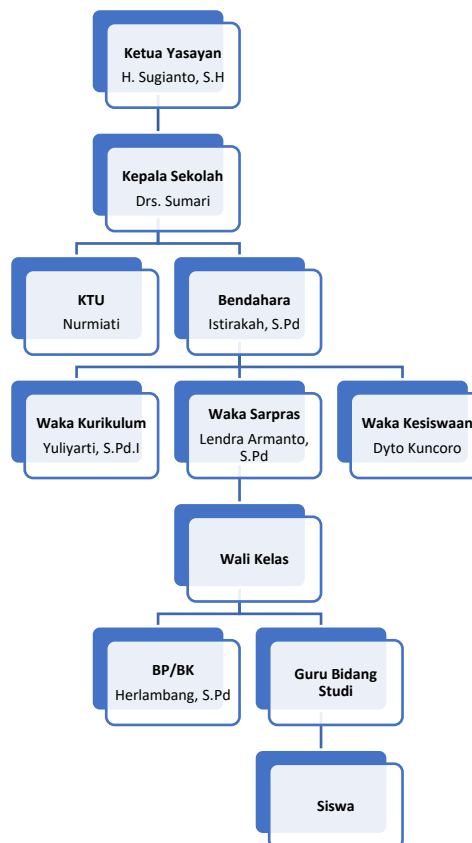 Ketua Yasayan
H. Sugianto, S.H
Kepala Sekolah
Drs. Sumari
KTU
Nurmiati
Bendahara
Istirakah, S.Pd
Waka Kurikulum
Yuliyarti, S.Pd.I
Waka Sarpras
Lendra Armanto,
S.Pd
Waka Kesiswaan
Dyto Kuncoro
Wali Kelas
BP/BK
Herlambang, S.Pd
Guru Bidang
Studi
Siswa